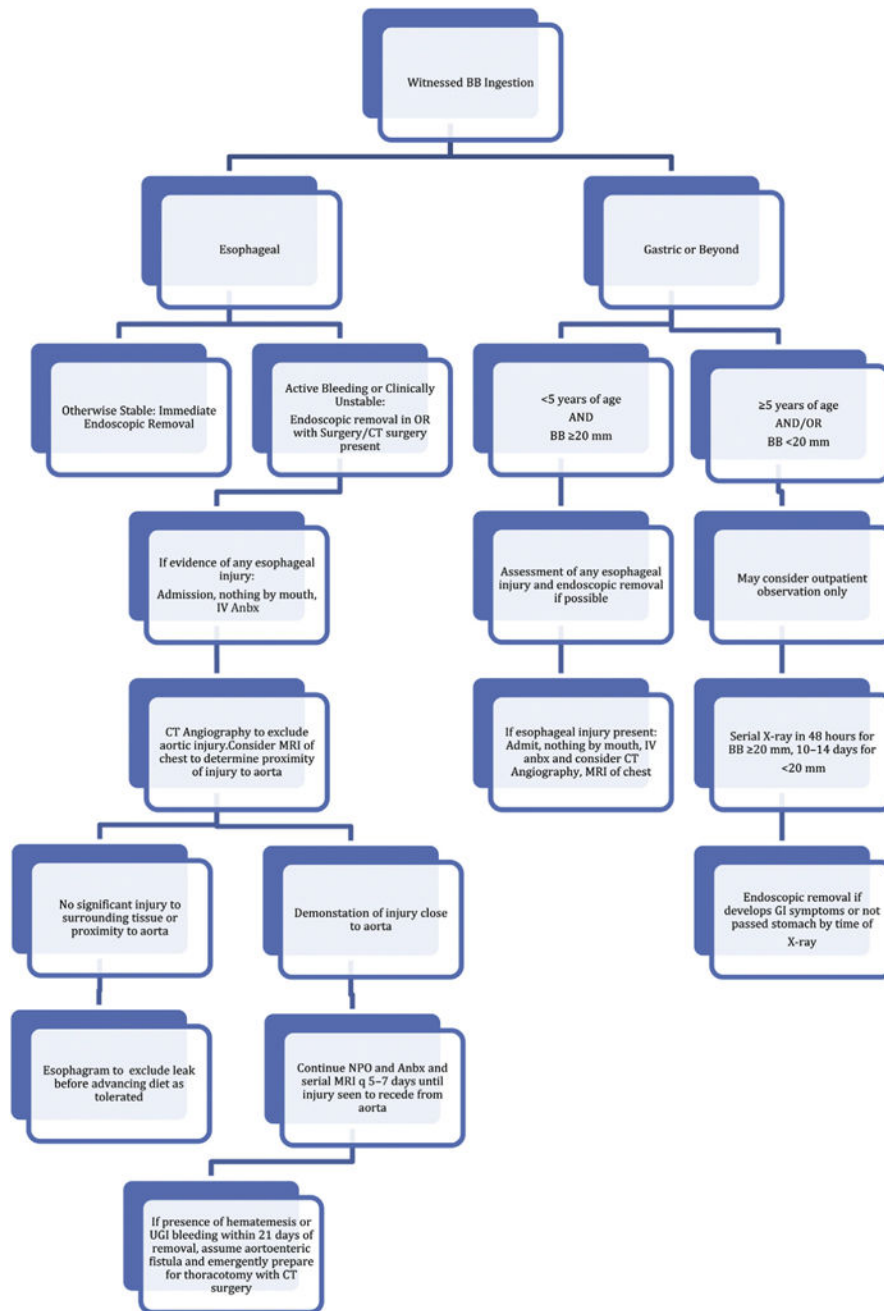 Witnessed BB Ingestion
Esophageal
Gastric or Beyond
Otherwise Stable: Immediate
Endoscopic Removal
Active Bleeding or Clinically
Unstable:
Endoscopic removal in OR
with Surgery/CT surgery
present
<5 years of age
AND
BB ≥20 mm
≥5 years of age
AND/OR
BB <20 mm
If evidence of any esophageal
injury:
Admission, nothing by mouth,
IV Anbx
Assessment of any esophageal
injury and endoscopic removal
if possible
May consider outpatient
observation only
CT Angiography to exclude
aortic injury.Consider MRI of
chest to determine proximity
of injury to aorta
If esophageal injury present:
Admit, nothing by mouth, IV
anbx and consider CT
Angiography, MRI of chest
Serial X-ray in 48 hours for
BB ≥20 mm, 10–14 days for
<20 mm
No significant injury to
surrounding tissue or
proximity to aorta
Demonstation of injury close
to aorta
Endoscopic removal if
develops GI symptoms or not
passed stomach by time of
X-ray
Esophagram to exclude leak
before advancing diet as
tolerated
Continue NPO and Anbx and
serial MRI q 5–7 days until
injury seen to recede from
aorta
If presence of hematemesis or
UGI bleeding within 21 days of
removal, assume aortoenteric
fistula and emergently prepare
for thoracotomy with CT
surgery